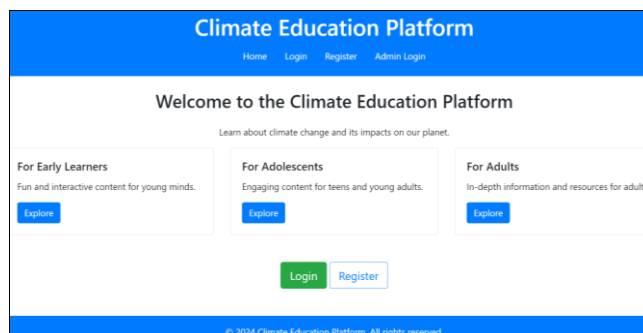 Climate Education Platform
Home Login Register Admin Login
Welcome to the Climate Education Platform
Learn about climate change and its impacts on our planet.
For Early Learners
Fun and interactive content for young minds.
Explore
For Adolescents
Engaging content for teens and young adults.
Explore
For Adults
In-depth information and resources for adult
Explore
Login Register
© 2024 Climate Education Platform. All rights reserved.